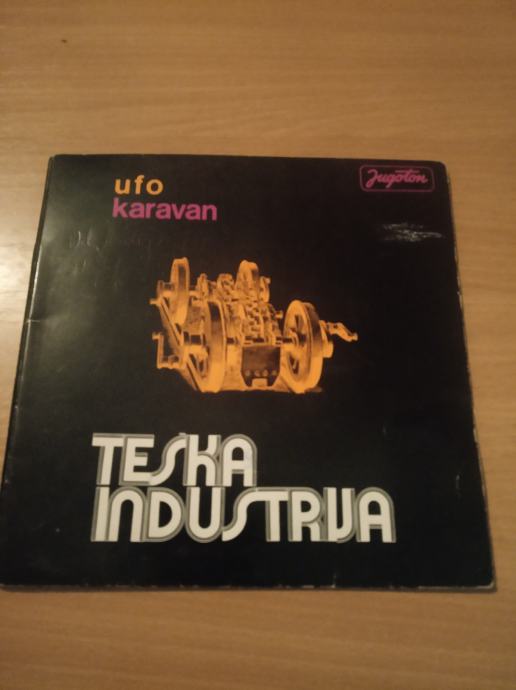 ufo
karavan
Jugoton
TEŠKA
INDUSTRIJA